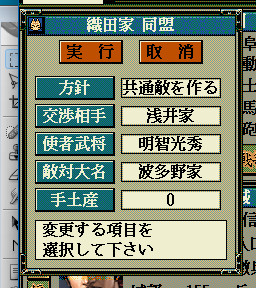 織田家 同盟
実 行 取 消
方針 共通敵を作る
交渉相手 浅井家
使者武将 明智光秀
敵対大名 波多野家
手土産 0
変更する項目を
選択して下さい